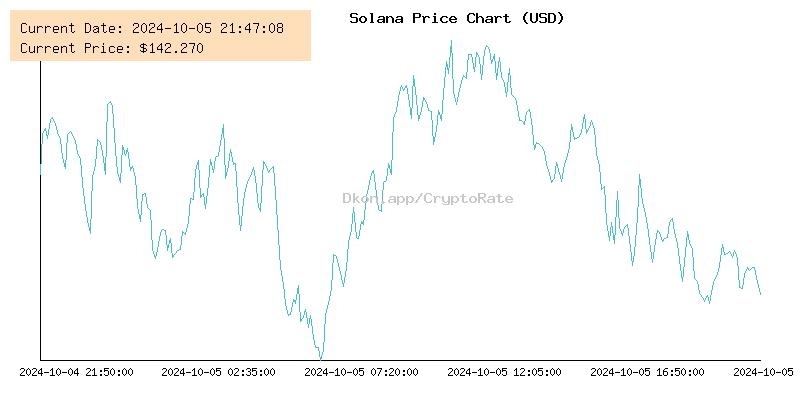 Solana Price Chart (USD)
Current Date: 2024-10-05 21:47:08
Current Price: $142.270
Dkon.app/CryptoRate
2024-10-04 21:50:00 2024-10-05 02:35:00 2024-10-05 07:20:00 2024-10-05 12:05:00 2024-10-05 16:50:00 2024-10-05